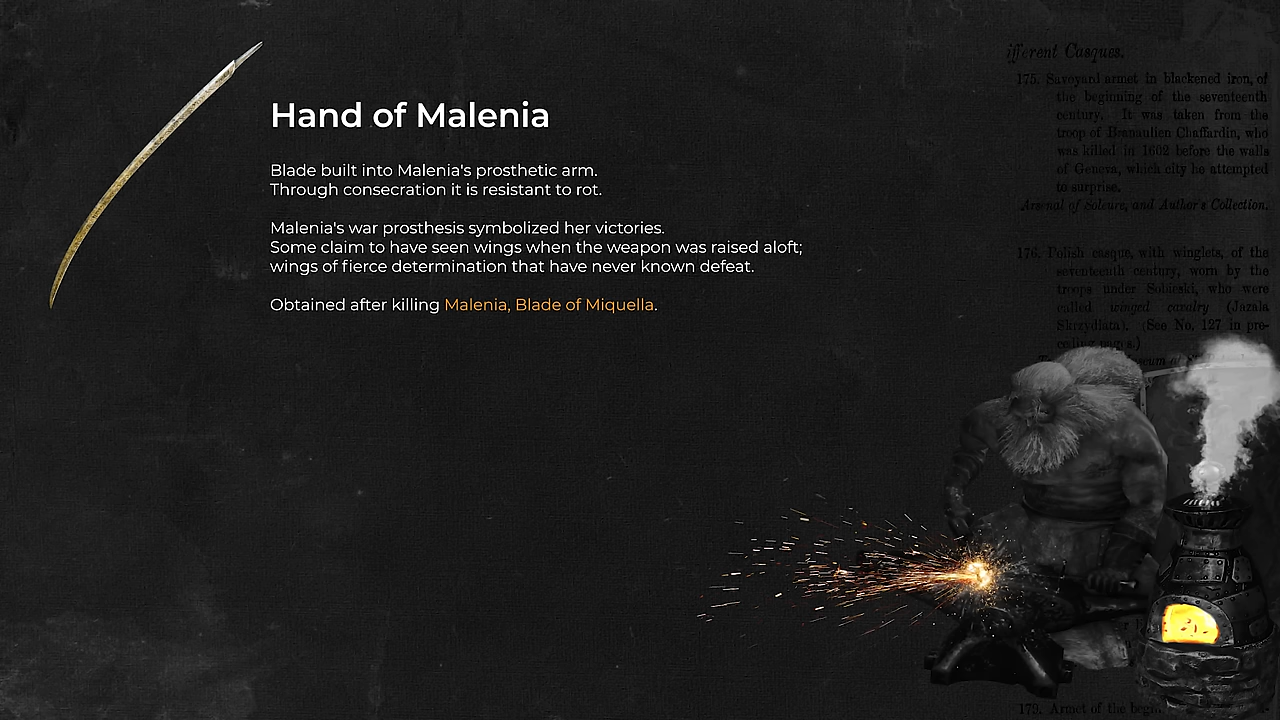 Hand of Malenia
Blade built into Malenia's prosthetic arm.
Through consecration it is resistant to rot.
Malenia's war prosthesis symbolized her victories.
Some claim to have seen wings when the weapon was raised aloft;
wings of fierce determination that have never known defeat.
Obtained after killing Malenia, Blade of Miquella.
ifferent Casques.
175. Savoyard armet in blackened iron, of
the beginning of the seventeenth
century. It was taken from the
troop of Branaulieu Chaffardin, who
was killed in 1602 before the walls
of Geneva, which city he attempted
to surprise.
Arsenal of Soleure, and Author's Collection.
176. Polish casque, with winglets, of the
seventeenth century, worn by the
troops under Sobieski, who were
called winged cavalry (Jazala
Skrzydlata). (See No. 127 in pre-
179. Armet of the